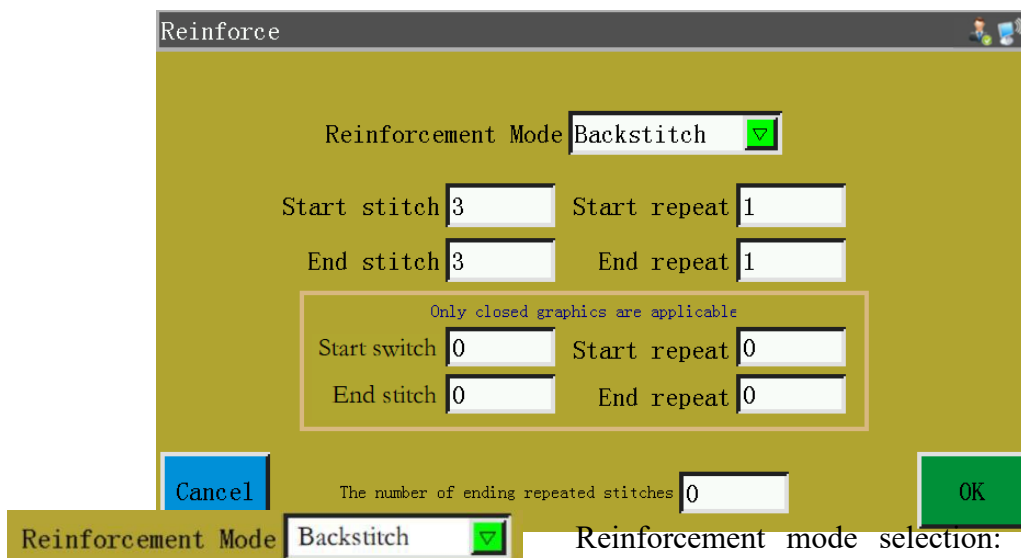 Reinforce
Reinforcement Mode Backstitch
Start stitch 3 Start repeat 1
End stitch 3 End repeat 1
Only closed graphics are applicable
Start switch 0 Start repeat 0
End stitch 0 End repeat 0
Cancel The number of ending repeated stitches 0 OK
Reinforcement Mode Backstitch Reinforcement mode selection: